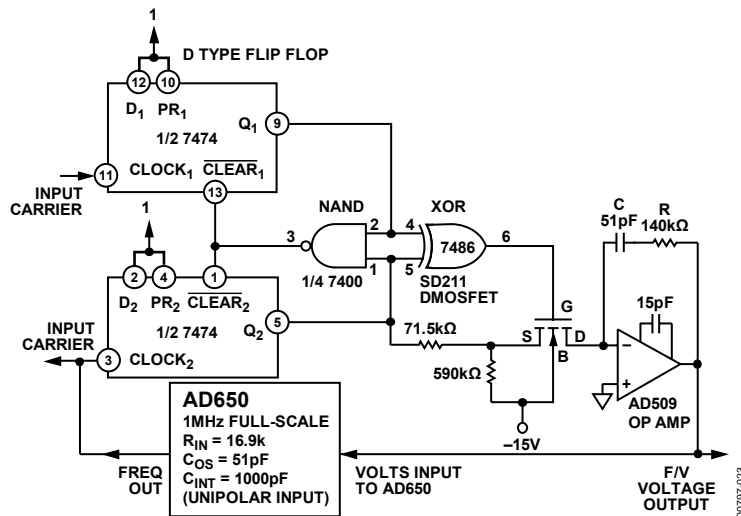 1
D TYPE FLIP FLOP
12
10
D1 PR1
Q1
9
1/2 7474
11
CLOCK1
CLEAR1
INPUT
CARRIER
13
1
NAND
XOR
3
2
1
4
5
7486
6
1/4 7400
SD211
DMOSFET
C
51pF
R
140kΩ
2
4
1
D2 PR2
CLEAR2
Q2
5
1/2 7474
INPUT
CARRIER
3
CLOCK2
71.5kΩ
590kΩ
S
G
D
B
–15V
15pF
–
+
AD509
OP AMP
AD650
1MHz FULL-SCALE
RIN = 16.9k
COS = 51pF
CINT = 1000pF
(UNIPOLAR INPUT)
FREQ
OUT
VOLTS INPUT
TO AD650
F/V
VOLTAGE
OUTPUT
00797-023